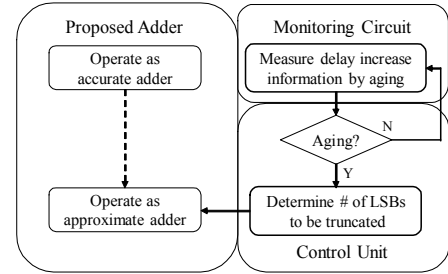 Proposed Adder
Operate as
accurate adder
Operate as
approximate adder
Monitoring Circuit
Measure delay increase
information by aging
Aging?
N
Y
Determine # of LSBs
to be truncated
Control Unit